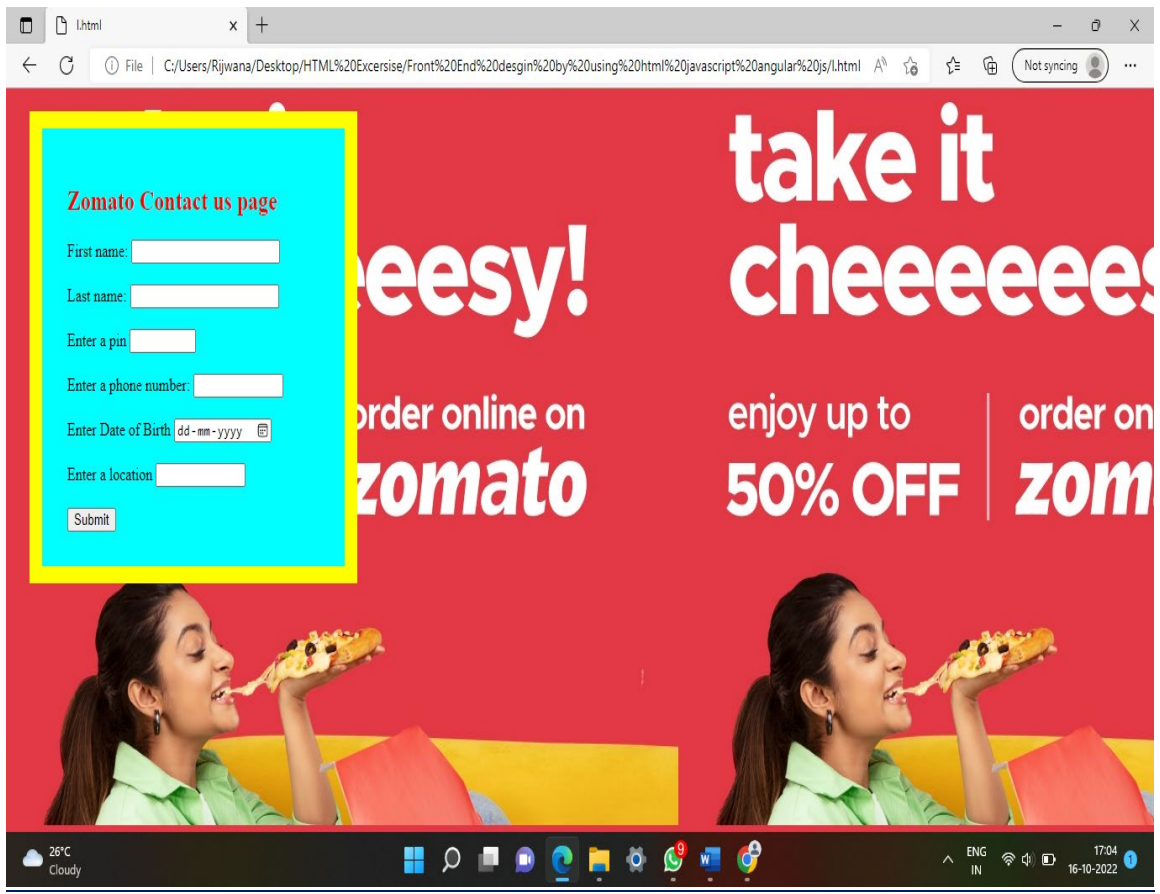 l.html
File
C:/Users/Rijwana/Desktop/HTML%20Excersise/Front%20End%20desgin%20by%20using%20html%20javascript%20angular%20js/l.html
Not syncing
Zomato Contact us page
First name:
Last name:
Enter a pin
Enter a phone number:
Enter Date of Birth dd-mm-yyyy
Enter a location
Submit
eeesy!
order online on
zomato
take it
cheeeeees
enjoy up to
50% OFF
order on
zom
26°C
Cloudy
9
ENG
IN
17:04
16-10-2022
1